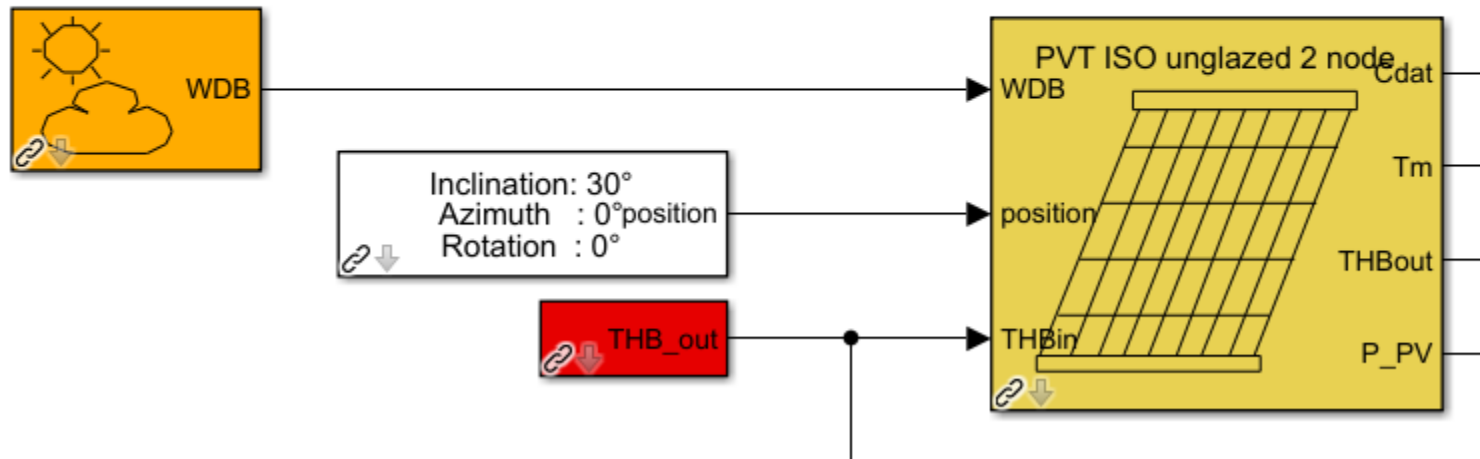 WDB
Inclination: 30°
Azimuth : 0°
position
Rotation : 0°
THB_out
PVT ISO unglazed 2 node
WDB
position
THBin
Cdat
Tm
THBout
P_PV